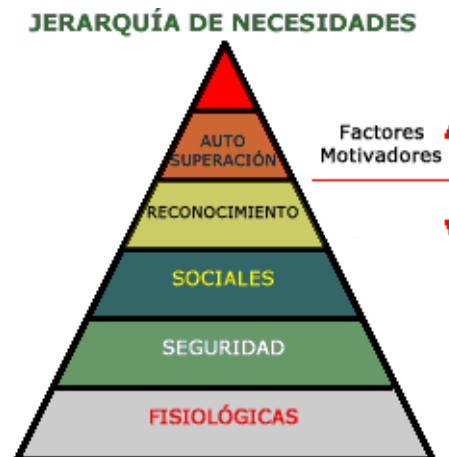 JERARQUÍA DE NECESIDADES
AUTO
SUPERACIÓN
Factores
Motivadores
RECONOCIMIENTO
SOCIALES
SEGURIDAD
FISIOLÓGICAS